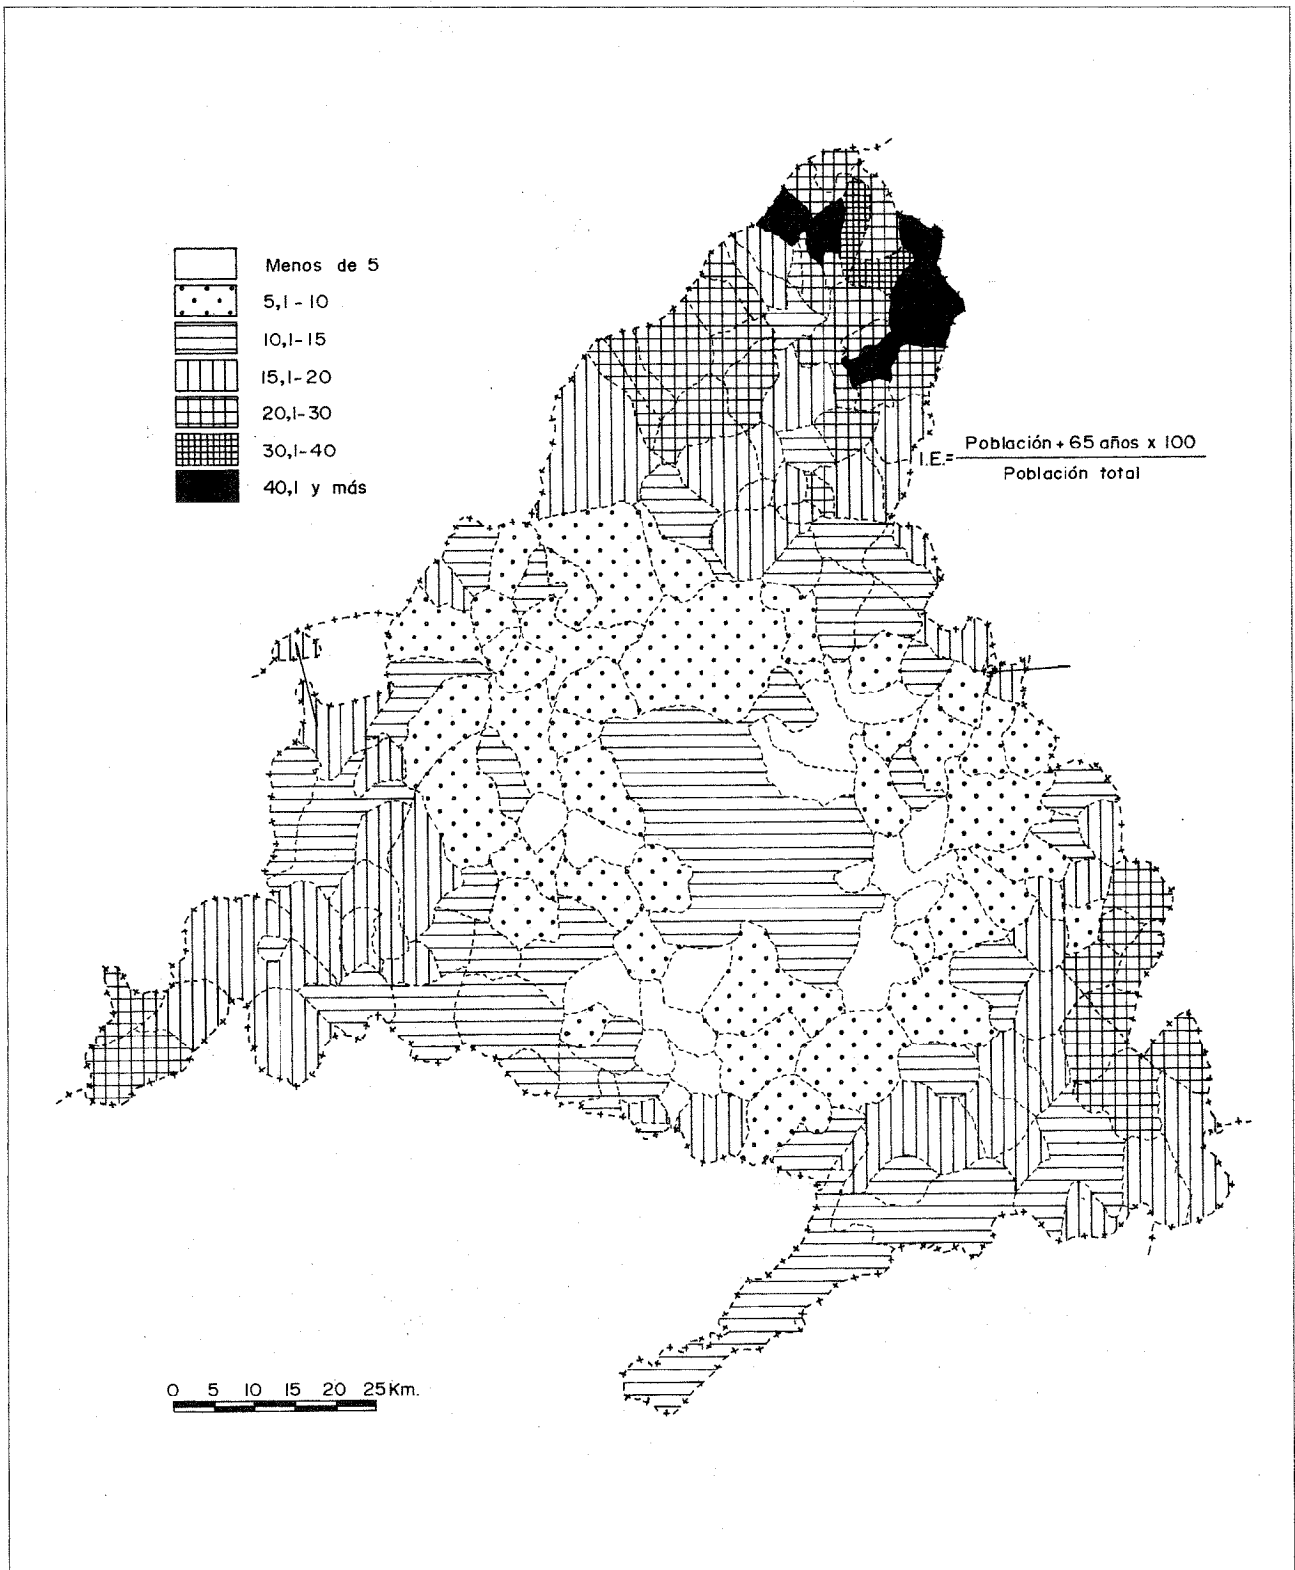 Menos de 5
5,1-10
10,1-15
15,1-20
20,1-30
30,1-40
40,1 y más
I.E.= Población + 65 años x 100
Población total
0 5 10 15 20 25 Km.